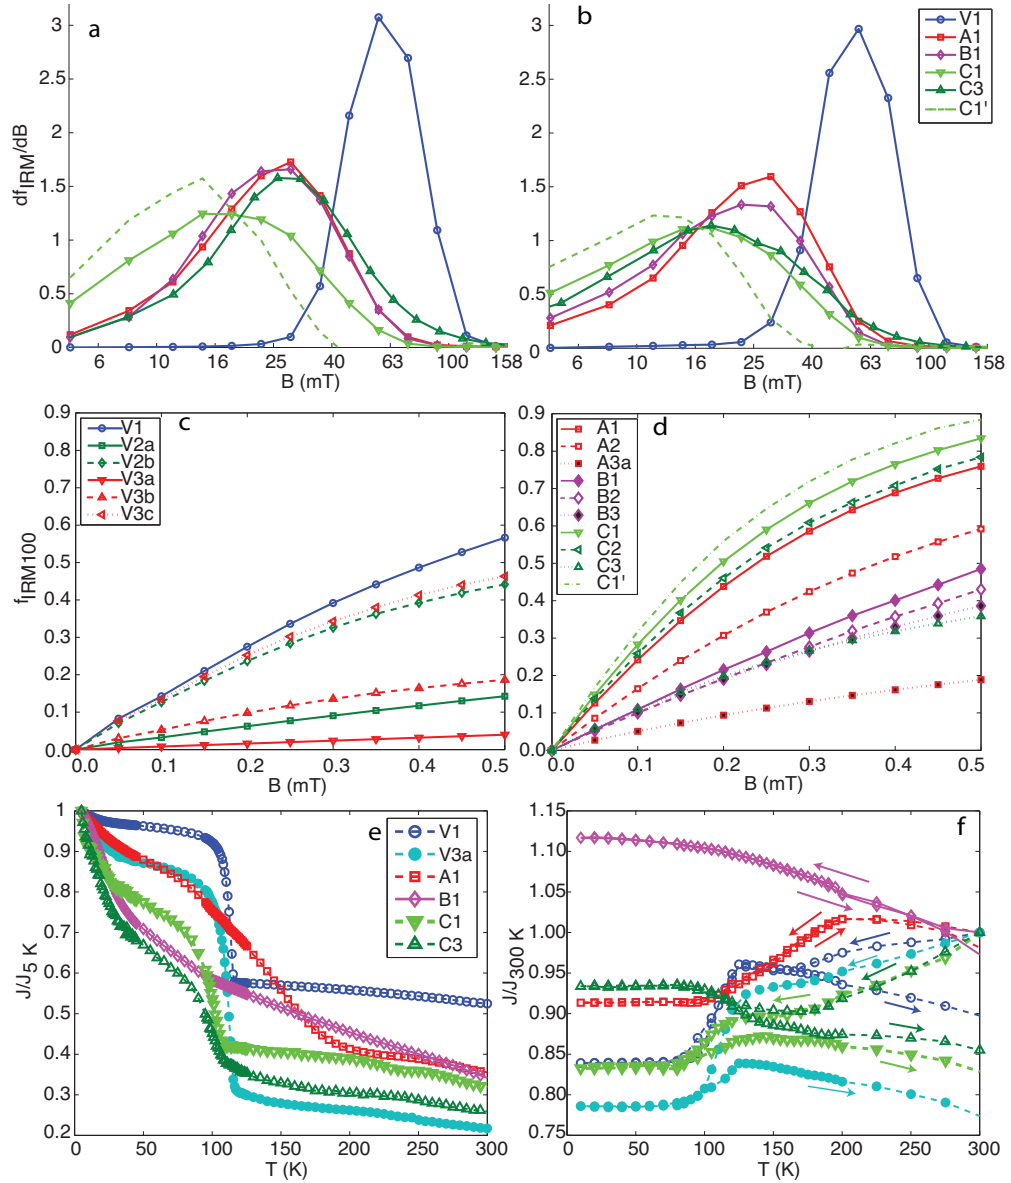 a
3
2.5
2
1.5
1
0.5
0
df_IRM/dB
6
10
16
25
40
63
100
158
B (mT)
b
3
2.5
2
1.5
1
0.5
0
6
10
16
25
40
63
100
158
B (mT)
V1
A1
B1
C1
C3
C1'
c
0.9
0.8
0.7
0.6
0.5
0.4
0.3
0.2
0.1
0.0
f_IRM100
0.0
0.1
0.2
0.3
0.4
0.5
B (mT)
V1
V2a
V2b
V3a
V3b
V3c
d
0.9
0.8
0.7
0.6
0.5
0.4
0.3
0.2
0.1
0.0
0.0
0.1
0.2
0.3
0.4
0.5
B (mT)
A1
A2
A3a
B1
B2
B3
C1
C2
C3
C1'
e
1
0.9
0.8
0.7
0.6
0.5
0.4
0.3
0.2
J/J_5 K
0
50
100
150
200
250
300
T (K)
V1
V3a
A1
B1
C1
C3
f
1.15
1.10
1.05
1.00
0.95
0.90
0.85
0.80
0.75
J/J_300 K
0
50
100
150
200
250
300
T (K)